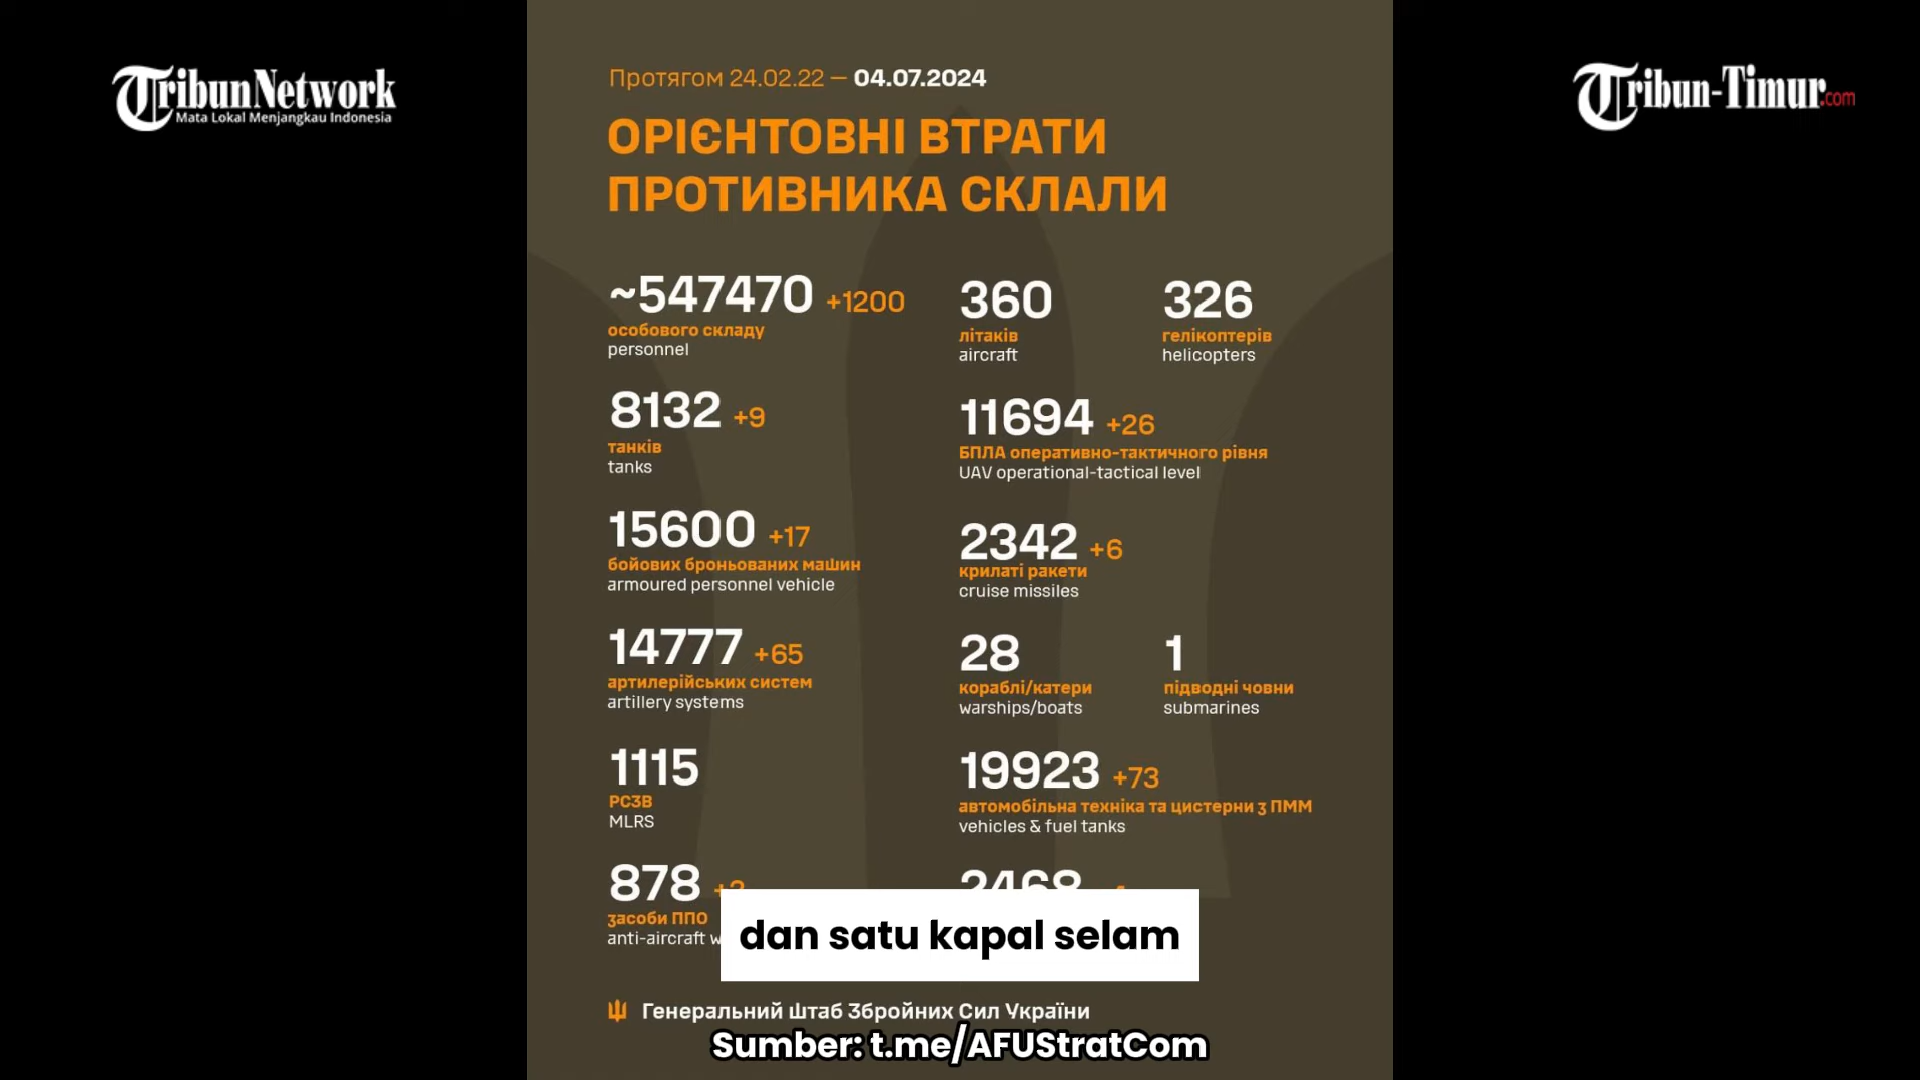 TribunNetwork
Mata Lokal Menjangkau Indonesia
Tribun-Timur.com
Протягом 24.02.22 — 04.07.2024
ОРІЄНТОВНІ ВТРАТИ
ПРОТИВНИКА СКЛАЛИ
~547470 +1200
особового складу
personnel
360
літаків
aircraft
326
гелікоптерів
helicopters
8132 +9
танків
tanks
11694 +26
БПЛА оперативно-тактичного рівня
UAV operational-tactical level
15600 +17
бойових броньованих машин
armoured personnel vehicle
2342 +6
крилаті ракети
cruise missiles
14777 +65
артилерійських систем
artillery systems
28
кораблі/катери
warships/boats
1
підводні човни
submarines
1115
РСЗВ
MLRS
19923 +73
автомобільна техніка та цистерни з ПММ
vehicles & fuel tanks
878
засоби ППО
anti-aircraft
2468
dan satu kapal selam
Генеральний штаб Збройних Сил України
Sumber: t.me/AFUStratCom